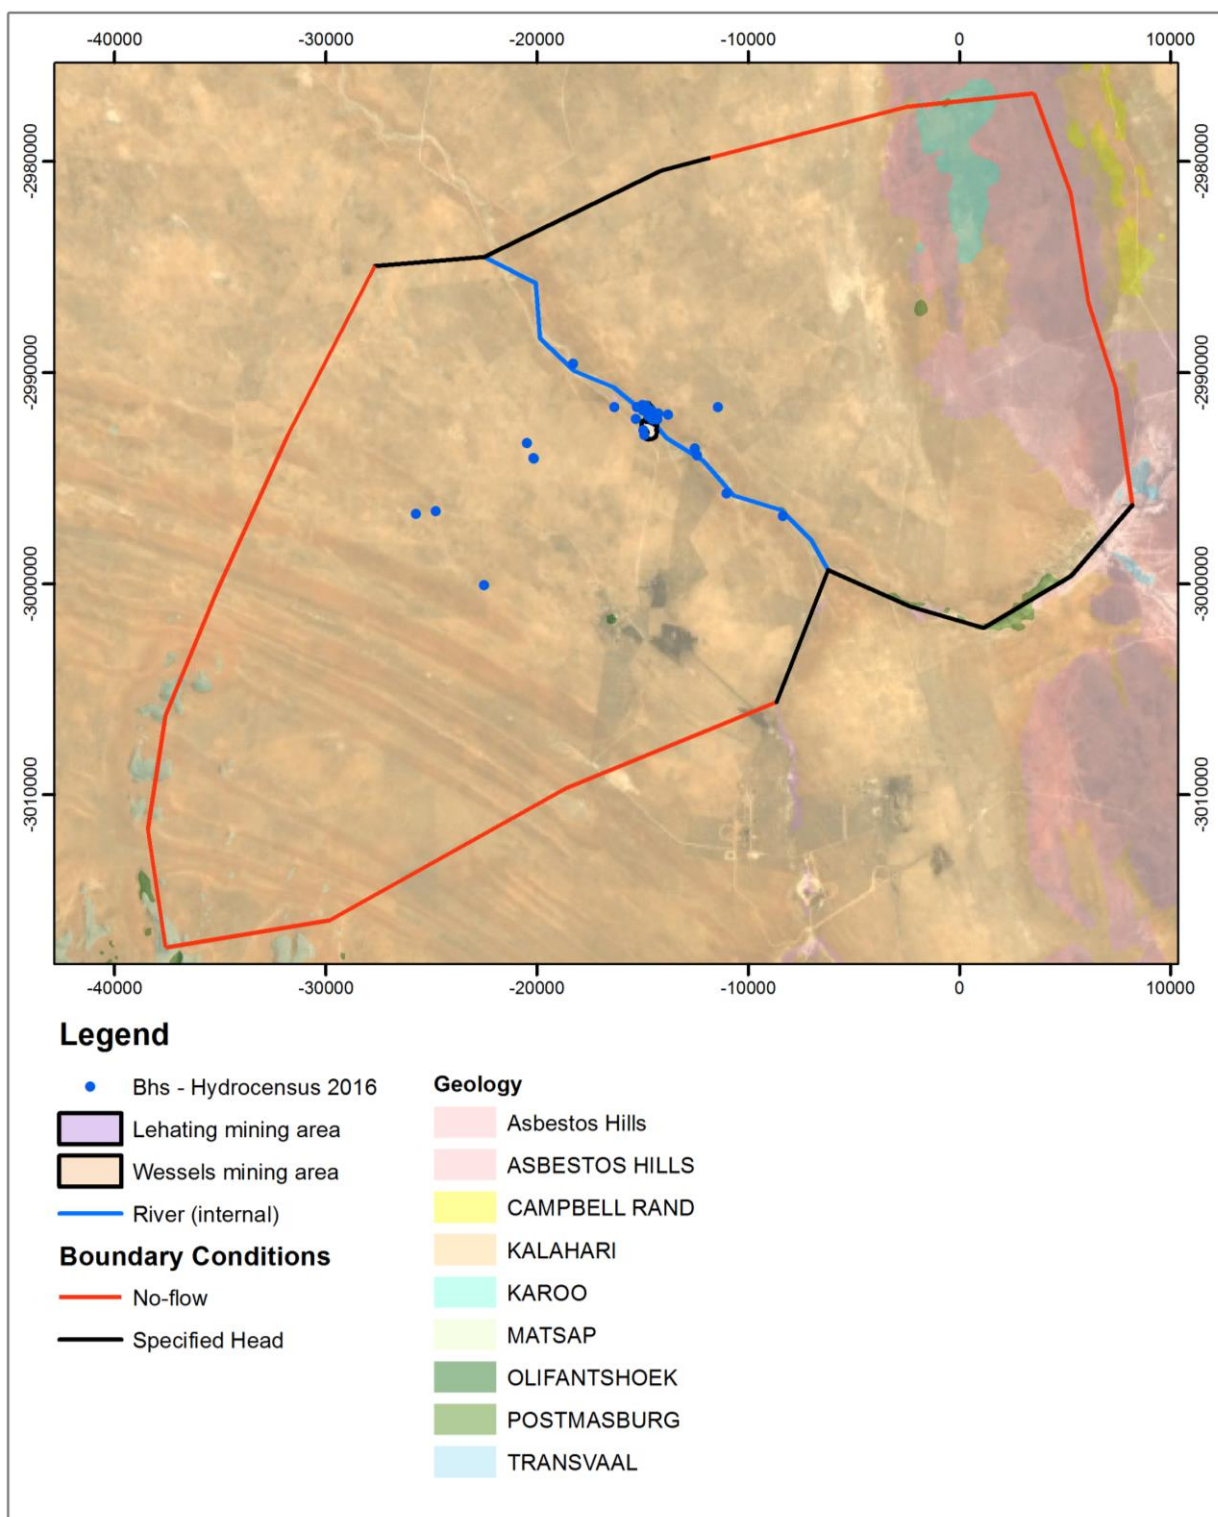 -40000 -30000 -20000 -10000 0 10000
-2980000 -2980000
-2990000 -2990000
-3000000 -3000000
-3010000 -3010000
-40000 -30000 -20000 -10000 0 10000
Legend
Bhs - Hydrocensus 2016
Lehating mining area
Wessels mining area
River (internal)
Boundary Conditions
No-flow
Specified Head
Geology
Asbestos Hills
ASBESTOS HILLS
CAMPBELL RAND
KALAHARI
KAROO
MATSAP
OLIFANTSHOEK
POSTMASBURG
TRANSVAAL